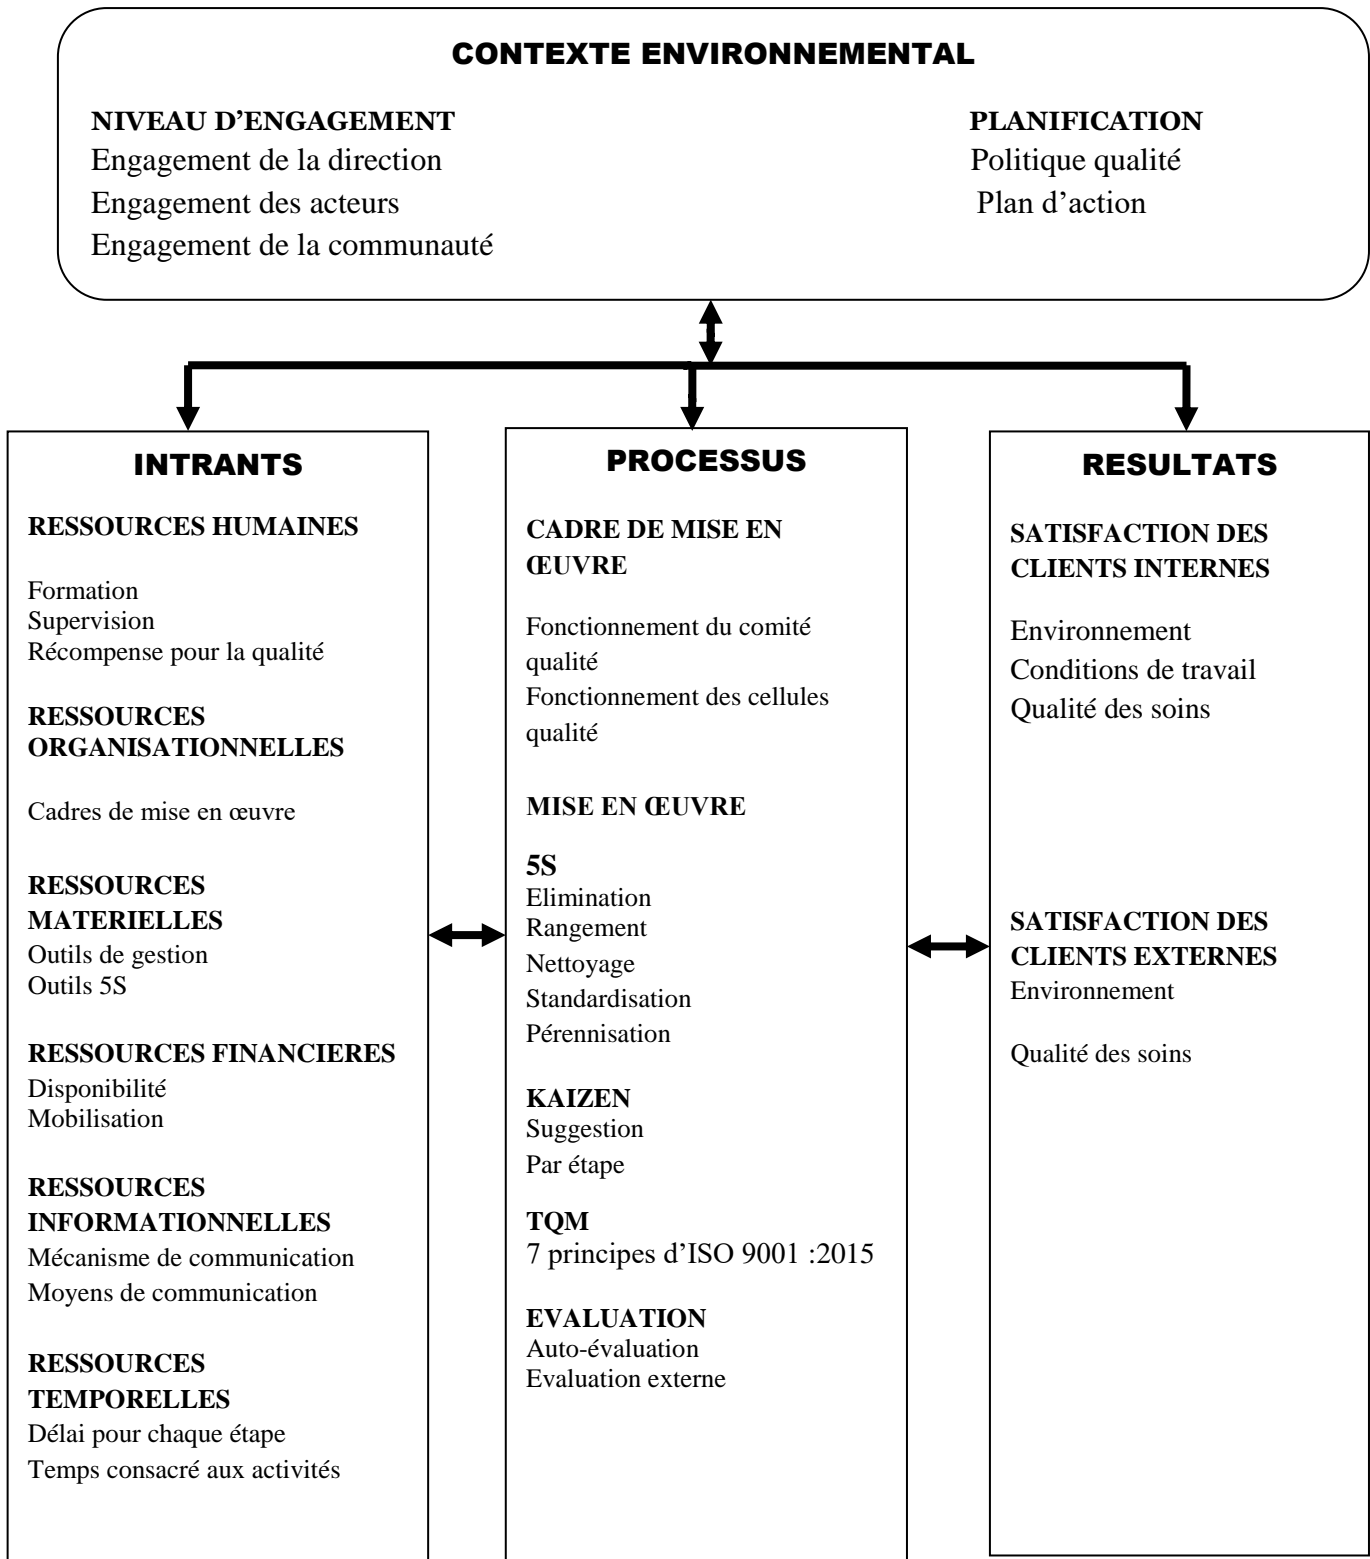 CONTEXTE ENVIRONNEMENTAL
NIVEAU D’ENGAGEMENT
Engagement de la direction
Engagement des acteurs
Engagement de la communauté
PLANIFICATION
Politique qualité
Plan d’action
INTRANTS
RESSOURCES HUMAINES
Formation
Supervision
Récompense pour la qualité
RESSOURCES
ORGANISATIONNELLES
Cadres de mise en œuvre
RESSOURCES
MATERIELLES
Outils de gestion
Outils 5S
RESSOURCES FINANCIERES
Disponibilité
Mobilisation
RESSOURCES
INFORMATIONNELLES
Mécanisme de communication
Moyens de communication
RESSOURCES
TEMPORELLES
Délai pour chaque étape
Temps consacré aux activités
PROCESSUS
CADRE DE MISE EN
ŒUVRE
Fonctionnement du comité
qualité
Fonctionnement des cellules
qualité
MISE EN ŒUVRE
5S
Elimination
Rangement
Nettoyage
Standardisation
Pérennisation
KAIZEN
Suggestion
Par étape
TQM
7 principes d’ISO 9001 :2015
EVALUATION
Auto-évaluation
Evaluation externe
RESULTATS
SATISFACTION DES
CLIENTS INTERNES
Environnement
Conditions de travail
Qualité des soins
SATISFACTION DES
CLIENTS EXTERNES
Environnement
Qualité des soins